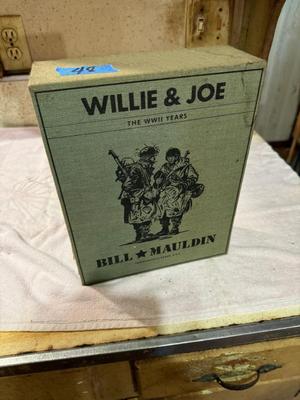 WILLIE & JOE
THE WWII YEARS
BILL ★ MAULDIN